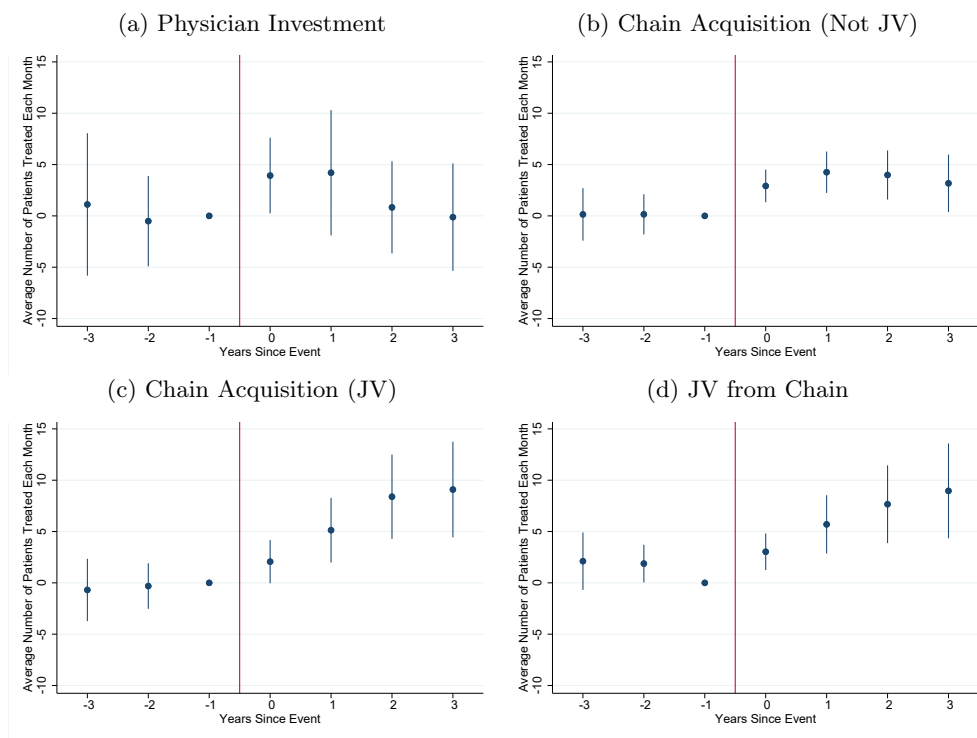 (a) Physician Investment
Average Number of Patients Treated Each Month
15
10
5
0
-5
-10
-3 -2 -1 0 1 2 3
Years Since Event
(b) Chain Acquisition (Not JV)
Average Number of Patients Treated Each Month
15
10
5
0
-5
-10
-3 -2 -1 0 1 2 3
Years Since Event
(c) Chain Acquisition (JV)
Average Number of Patients Treated Each Month
15
10
5
0
-5
-10
-3 -2 -1 0 1 2 3
Years Since Event
(d) JV from Chain
Average Number of Patients Treated Each Month
15
10
5
0
-5
-10
-3 -2 -1 0 1 2 3
Years Since Event